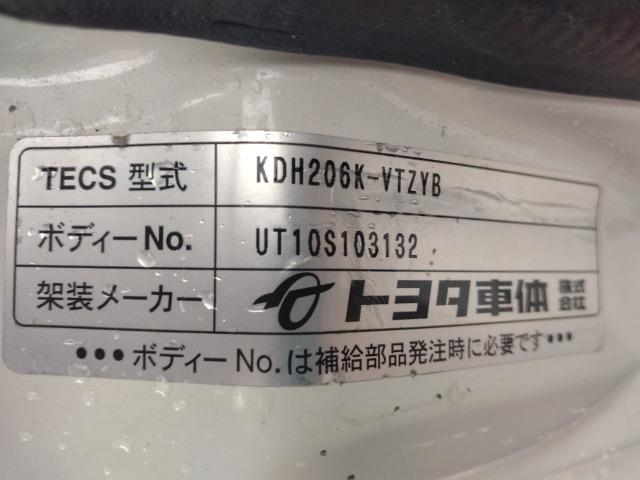 TECS 型式 KDH206K-VTZYB
ボディーNo. UT10S103132
架装メーカー トヨタ車体 株式会社
•••ボディーNo.は補給部品発注時に必要です•••